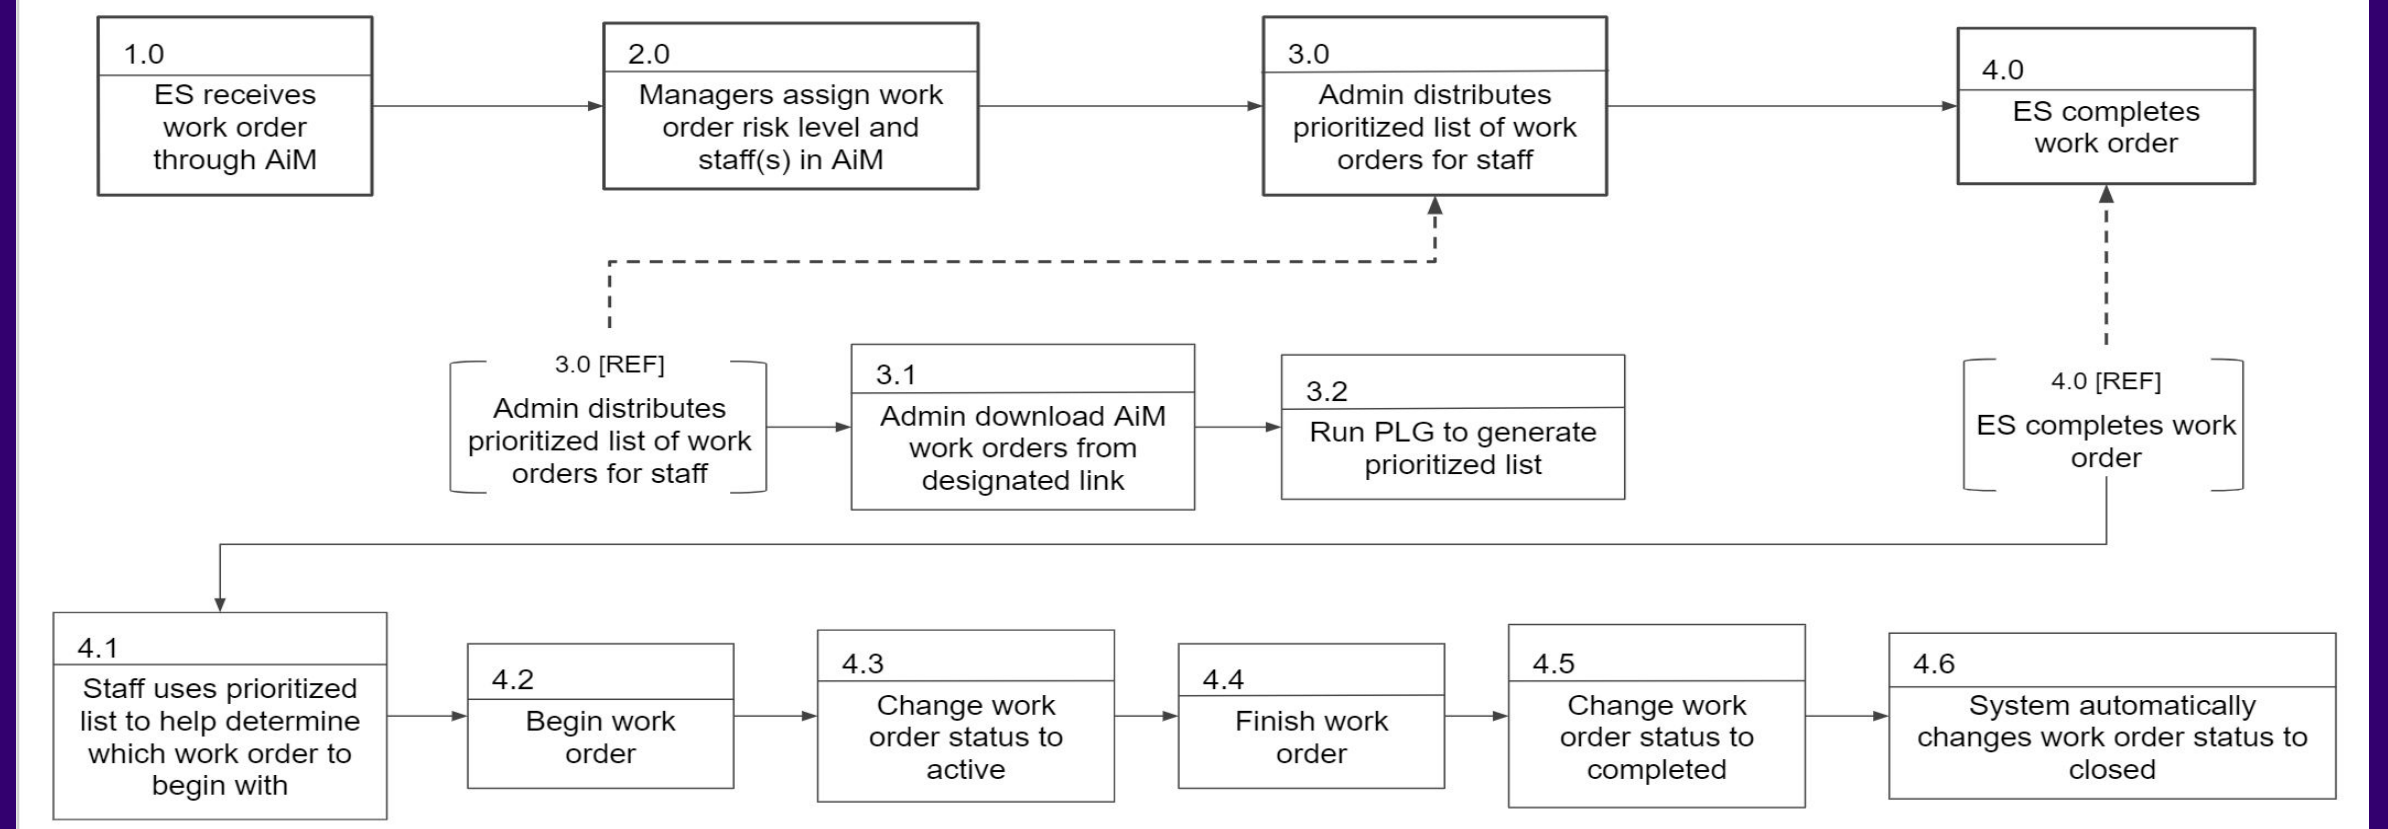 1.0
ES receives
work order
through AiM
2.0
Managers assign work
order risk level and
staff(s) in AiM
3.0
Admin distributes
prioritized list of work
orders for staff
4.0
ES completes
work order
3.0 [REF]
Admin distributes
prioritized list of work
orders for staff
3.1
Admin download AiM
work orders from
designated link
3.2
Run PLG to generate
prioritized list
4.0 [REF]
ES completes work
order
4.1
Staff uses prioritized
list to help determine
which work order to
begin with
4.2
Begin work
order
4.3
Change work
order status to
active
4.4
Finish work
order
4.5
Change work
order status to
completed
4.6
System automatically
changes work order status to
closed